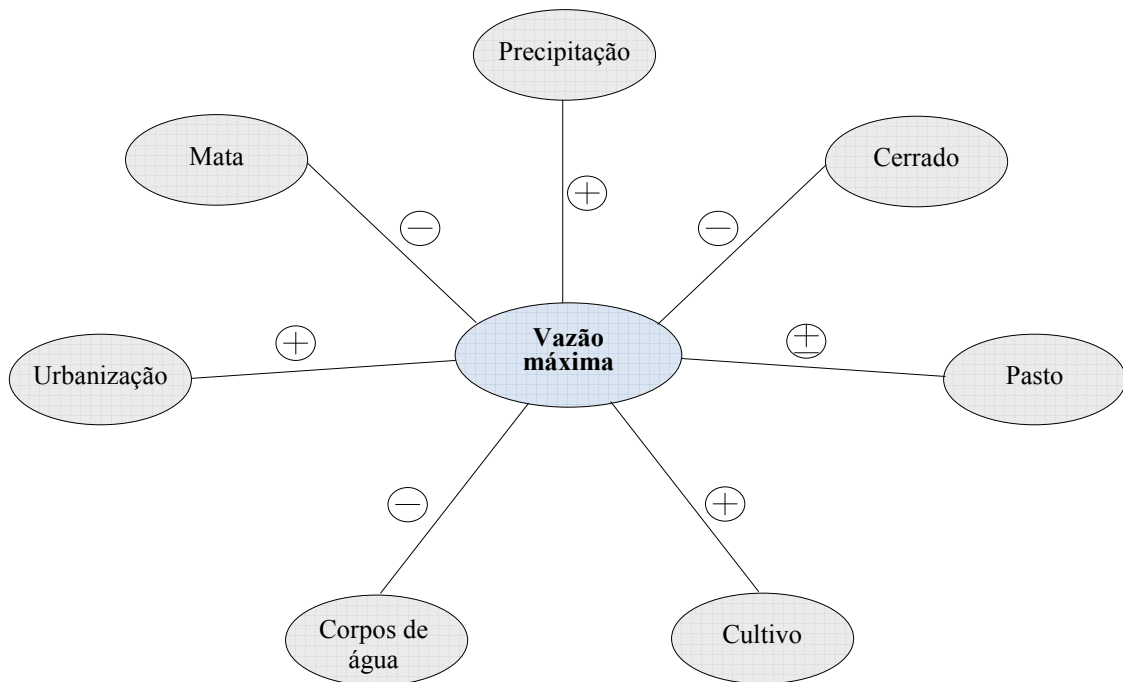 Precipitação
Mata
Cerrado
+
−
−
Vazão
máxima
+
±
Urbanização
Pasto
−
+
Corpos de
água
Cultivo